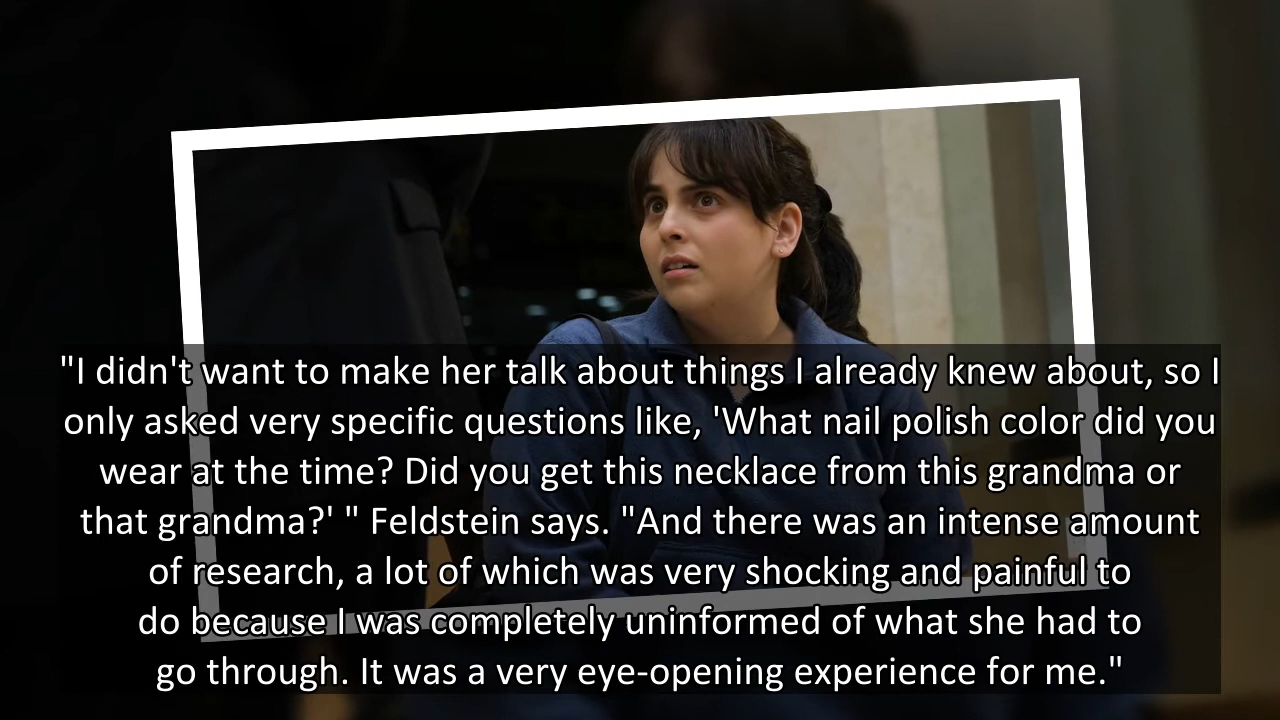 "I didn't want to make her talk about things I already knew about, so I
only asked very specific questions like, 'What nail polish color did you
wear at the time? Did you get this necklace from this grandma or
that grandma?' " Feldstein says. "And there was an intense amount
of research, a lot of which was very shocking and painful to
do because I was completely uninformed of what she had to
go through. It was a very eye-opening experience for me."